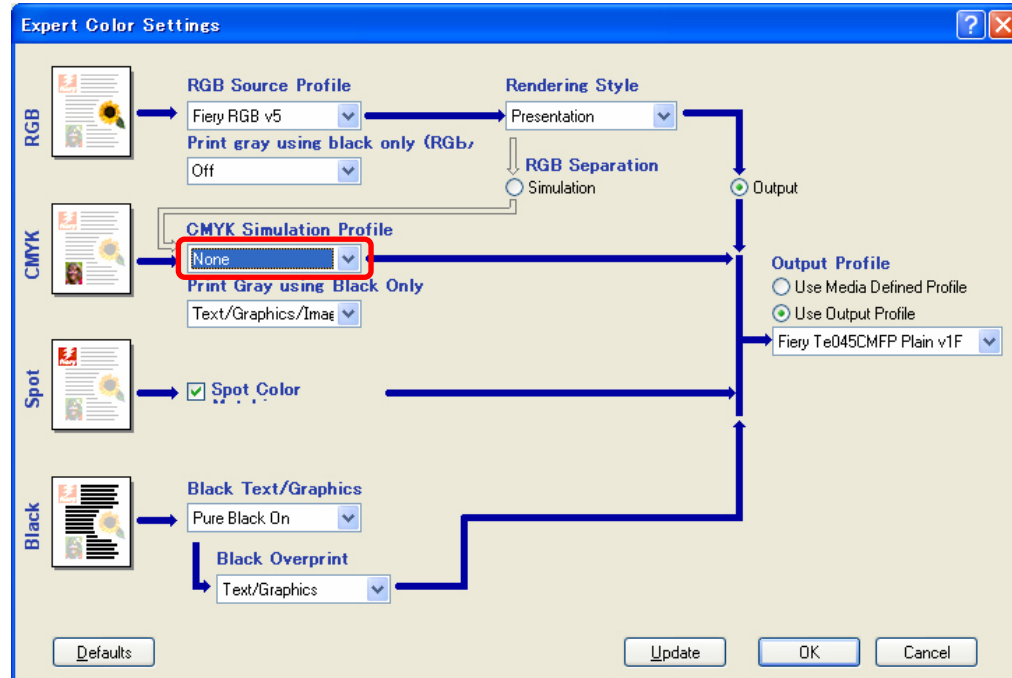 Expert Color Settings
RGB
RGB Source Profile
Fiery RGB v5
Print gray using black only (RGB/
Off
Rendering Style
Presentation
RGB Separation
Simulation
Output
CMYK
CMYK Simulation Profile
None
Print Gray using Black Only
Text/Graphics/Imag
Output Profile
Use Media Defined Profile
Use Output Profile
Fiery Te045CMFP Plain v1F
Spot
Spot Color
Black
Black Text/Graphics
Pure Black On
Black Overprint
Text/Graphics
Defaults
Update
OK
Cancel